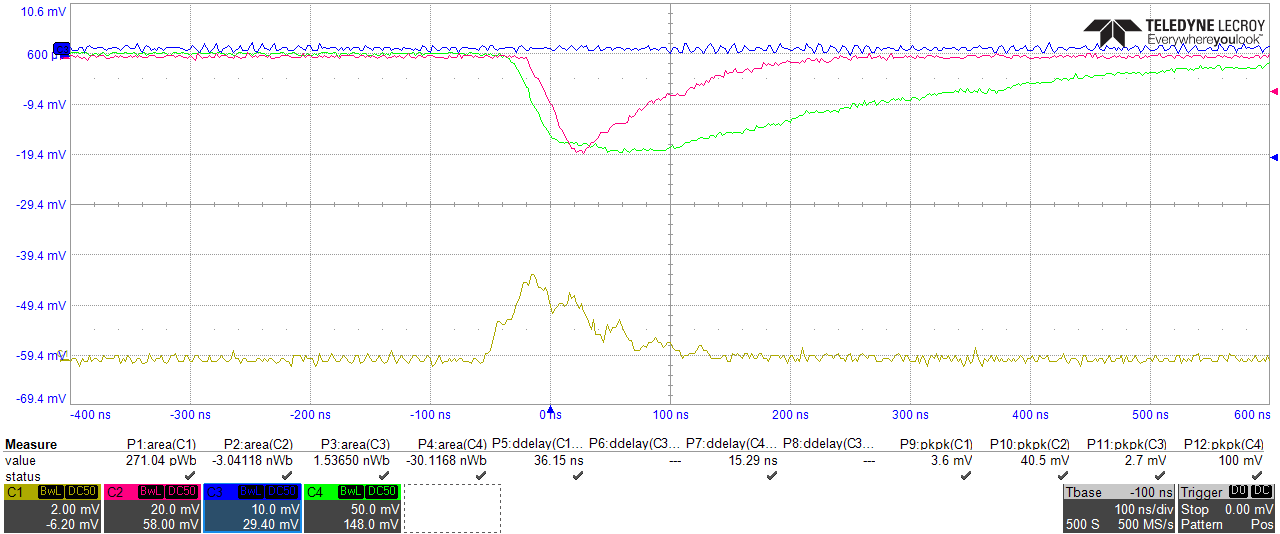 10.6 mV
TELEDYNE LECROY
Everywhereyoulook™
600 µ
-9.4 mV
-19.4 mV
-29.4 mV
-39.4 mV
-49.4 mV
-59.4 mV
-69.4 mV
-400 ns -300 ns -200 ns -100 ns 0 ns 100 ns 200 ns 300 ns 400 ns 500 ns 600 ns
Measure P1:area(C1) P2:area(C2) P3:area(C3) P4:area(C4) P5:ddelay(C1... P6:ddelay(C3... P7:ddelay(C4... P8:ddelay(C3... P9:pkpk(C1) P10:pkpk(C2) P11:pkpk(C3) P12:pkpk(C4)
value 271.04 pWb -3.04118 nWb 1.53650 nWb -30.1168 nWb 36.15 ns --- 15.29 ns --- 3.6 mV 40.5 mV 2.7 mV 100 mV
status
C1 BwL DC50 C2 BwL DC50 C3 BwL DC50 C4 BwL DC50 Tbase -100 ns Trigger D0 DC
2.00 mV 20.0 mV 10.0 mV 50.0 mV 100 ns/div Stop 0.00 mV
-6.20 mV 58.00 mV 29.40 mV 148.0 mV 500 S 500 MS/s Pattern Pos